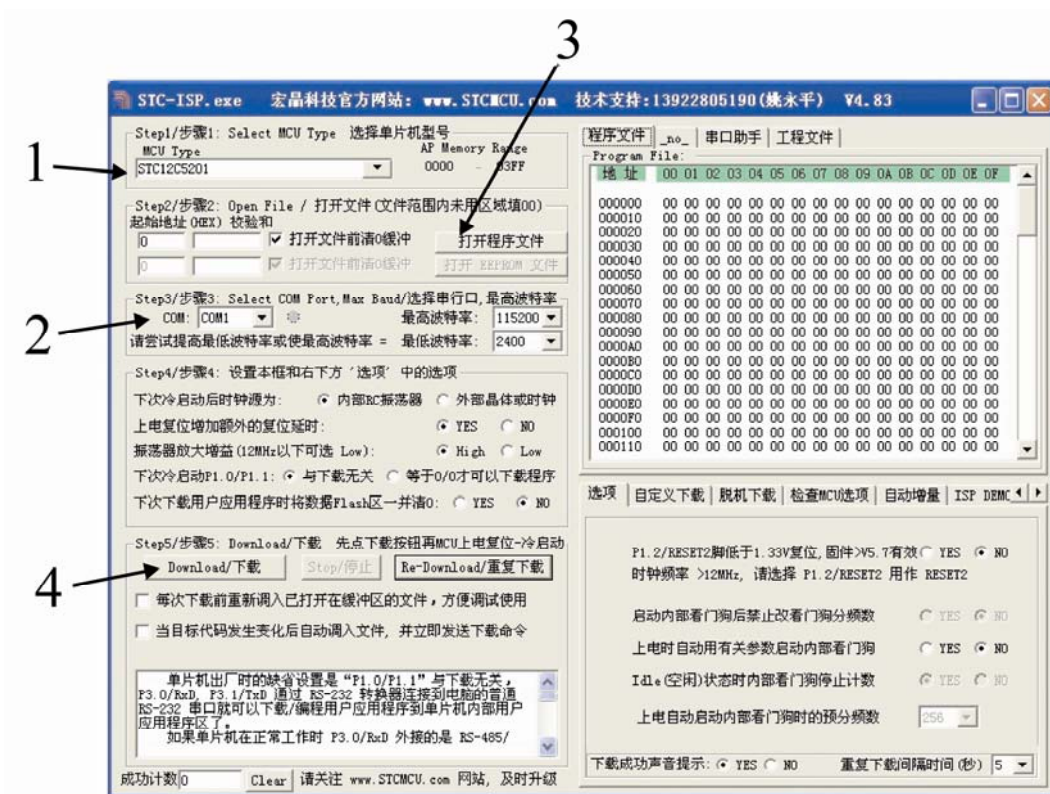 3
STC-ISP.exe 宏晶科技官方网站: www.STCMCU.com 技术支持:13922805190(姚永平) V4.83
1
Step1/步骤1: Select MCU Type 选择单片机型号
MCU Type AP Memory Range
STC12C5201 0000 - 03FF
Step2/步骤2: Open File / 打开文件(文件范围内未用区域填00)
起始地址(HEX) 校验和
0 打开文件前清0缓冲 打开程序文件
0 打开文件前清0缓冲 打开 EEPROM 文件
2
Step3/步骤3: Select COM Port,Max Baud/选择串行口,最高波特率
COM: COM1 最高波特率: 115200
请尝试提高最低波特率或使最高波特率 = 最低波特率: 2400
Step4/步骤4: 设置本框和右下方 '选项' 中的选项
下次冷启动后时钟源为: 内部RC振荡器 外部晶体或时钟
上电复位增加额外的复位延时: YES NO
振荡器放大增益(12MHz以下可选 Low): High Low
下次冷启动P1.0/P1.1: 与下载无关 等于0/0才可以下载程序
下次下载用户应用程序时将数据Flash区一并清0: YES NO
4
Step5/步骤5: Download/下载 先点下载按钮再MCU上电复位-冷启动
Download/下载 Stop/停止 Re-Download/重复下载
每次下载前重新调入已打开在缓冲区的文件,方便调试使用
当目标代码发生变化后自动调入文件, 并立即发送下载命令
单片机出厂时的缺省设置是 "P1.0/P1.1" 与下载无关,
P3.0/RxD, P3.1/TxD 通过 RS-232 转换器连接到电脑的普通
RS-232 串口就可以下载/编程用户应用程序到单片机内部用户
应用程序区了。
如果单片机在正常工作时 P3.0/RxD 外接的是 RS-485/
成功计数 0 Clear 请关注 www.STCMCU.com 网站, 及时升级
程序文件 _no_ 串口助手 工程文件
Program File:
地 址 00 01 02 03 04 05 06 07 08 09 0A 0B 0C 0D 0E 0F
000000 00 00 00 00 00 00 00 00 00 00 00 00 00 00 00 00
000010 00 00 00 00 00 00 00 00 00 00 00 00 00 00 00 00
000020 00 00 00 00 00 00 00 00 00 00 00 00 00 00 00 00
000030 00 00 00 00 00 00 00 00 00 00 00 00 00 00 00 00
000040 00 00 00 00 00 00 00 00 00 00 00 00 00 00 00 00
000050 00 00 00 00 00 00 00 00 00 00 00 00 00 00 00 00
000060 00 00 00 00 00 00 00 00 00 00 00 00 00 00 00 00
000070 00 00 00 00 00 00 00 00 00 00 00 00 00 00 00 00
000080 00 00 00 00 00 00 00 00 00 00 00 00 00 00 00 00
000090 00 00 00 00 00 00 00 00 00 00 00 00 00 00 00 00
0000A0 00 00 00 00 00 00 00 00 00 00 00 00 00 00 00 00
0000B0 00 00 00 00 00 00 00 00 00 00 00 00 00 00 00 00
0000C0 00 00 00 00 00 00 00 00 00 00 00 00 00 00 00 00
0000D0 00 00 00 00 00 00 00 00 00 00 00 00 00 00 00 00
0000E0 00 00 00 00 00 00 00 00 00 00 00 00 00 00 00 00
0000F0 00 00 00 00 00 00 00 00 00 00 00 00 00 00 00 00
000100 00 00 00 00 00 00 00 00 00 00 00 00 00 00 00 00
000110 00 00 00 00 00 00 00 00 00 00 00 00 00 00 00 00
选项 自定义下载 脱机下载 检查MCU选项 自动增量 ISP DEMO
P1.2/RESET2脚低于1.33V复位,固件>V5.7有效 YES NO
时钟频率 >12MHz, 请选择 P1.2/RESET2 用作 RESET2
启动内部看门狗后禁止改看门狗分频数 YES NO
上电时自动用有关参数启动内部看门狗 YES NO
Idle(空闲)状态时内部看门狗停止计数 YES NO
上电自动启动内部看门狗时的预分频数 256
下载成功声音提示: YES NO 重复下载间隔时间(秒) 5